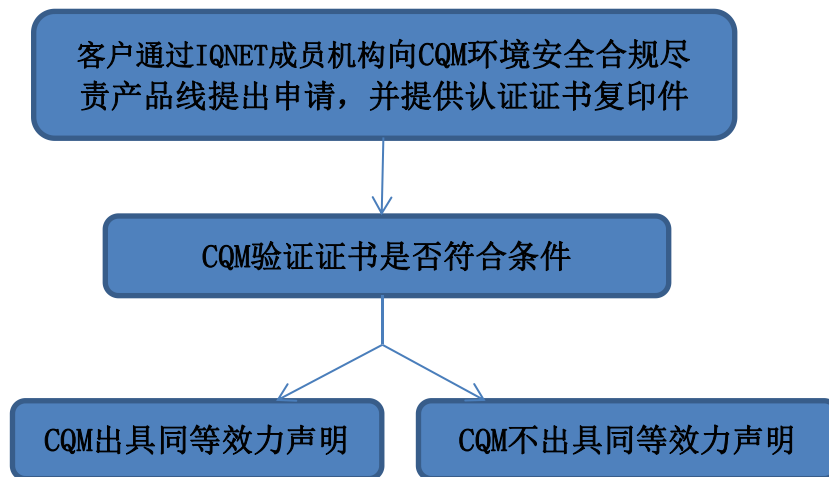 客户通过IQNET成员机构向CQM环境安全合规尽
责产品线提出申请，并提供认证证书复印件
CQM验证证书是否符合条件
CQM出具同等效力声明
CQM不出具同等效力声明